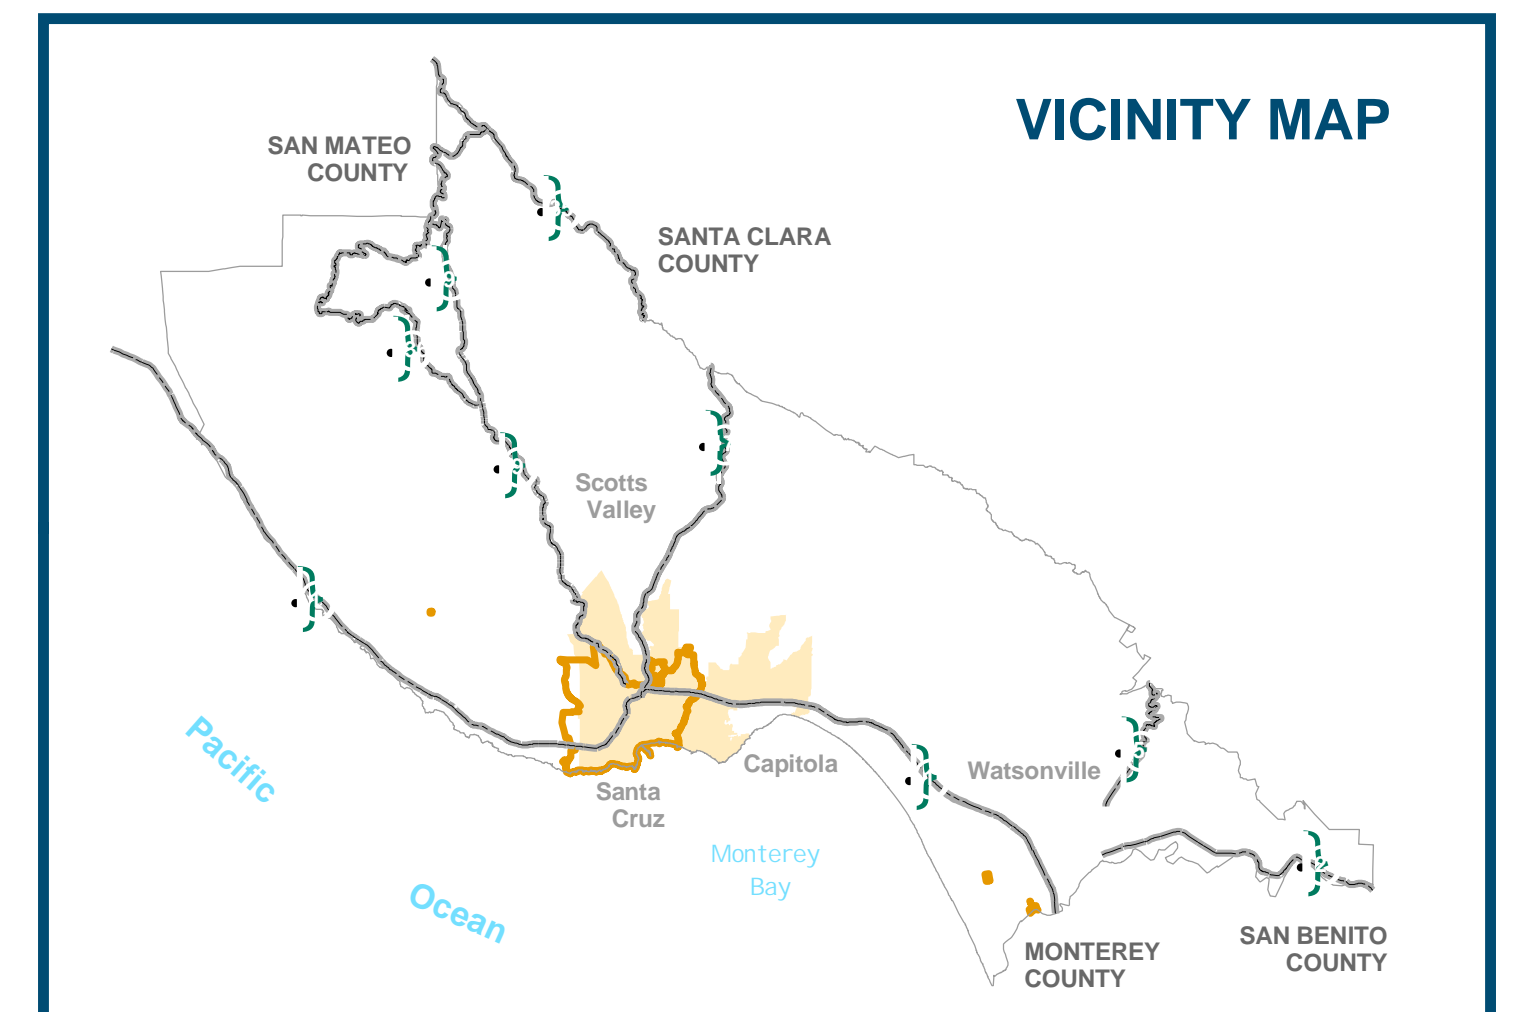 VICINITY MAP
SAN MATEO
COUNTY
SANTA CLARA
COUNTY
Scotts
Valley
Pacific
Ocean
Santa
Cruz
Capitola
Watsonville
Monterey
Bay
MONTEREY
COUNTY
SAN BENITO
COUNTY